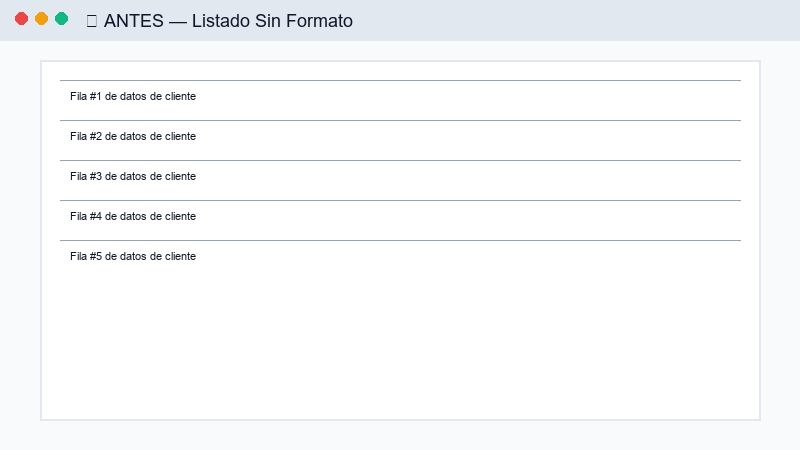 ANTES — Listado Sin Formato
Fila #1 de datos de cliente
Fila #2 de datos de cliente
Fila #3 de datos de cliente
Fila #4 de datos de cliente
Fila #5 de datos de cliente